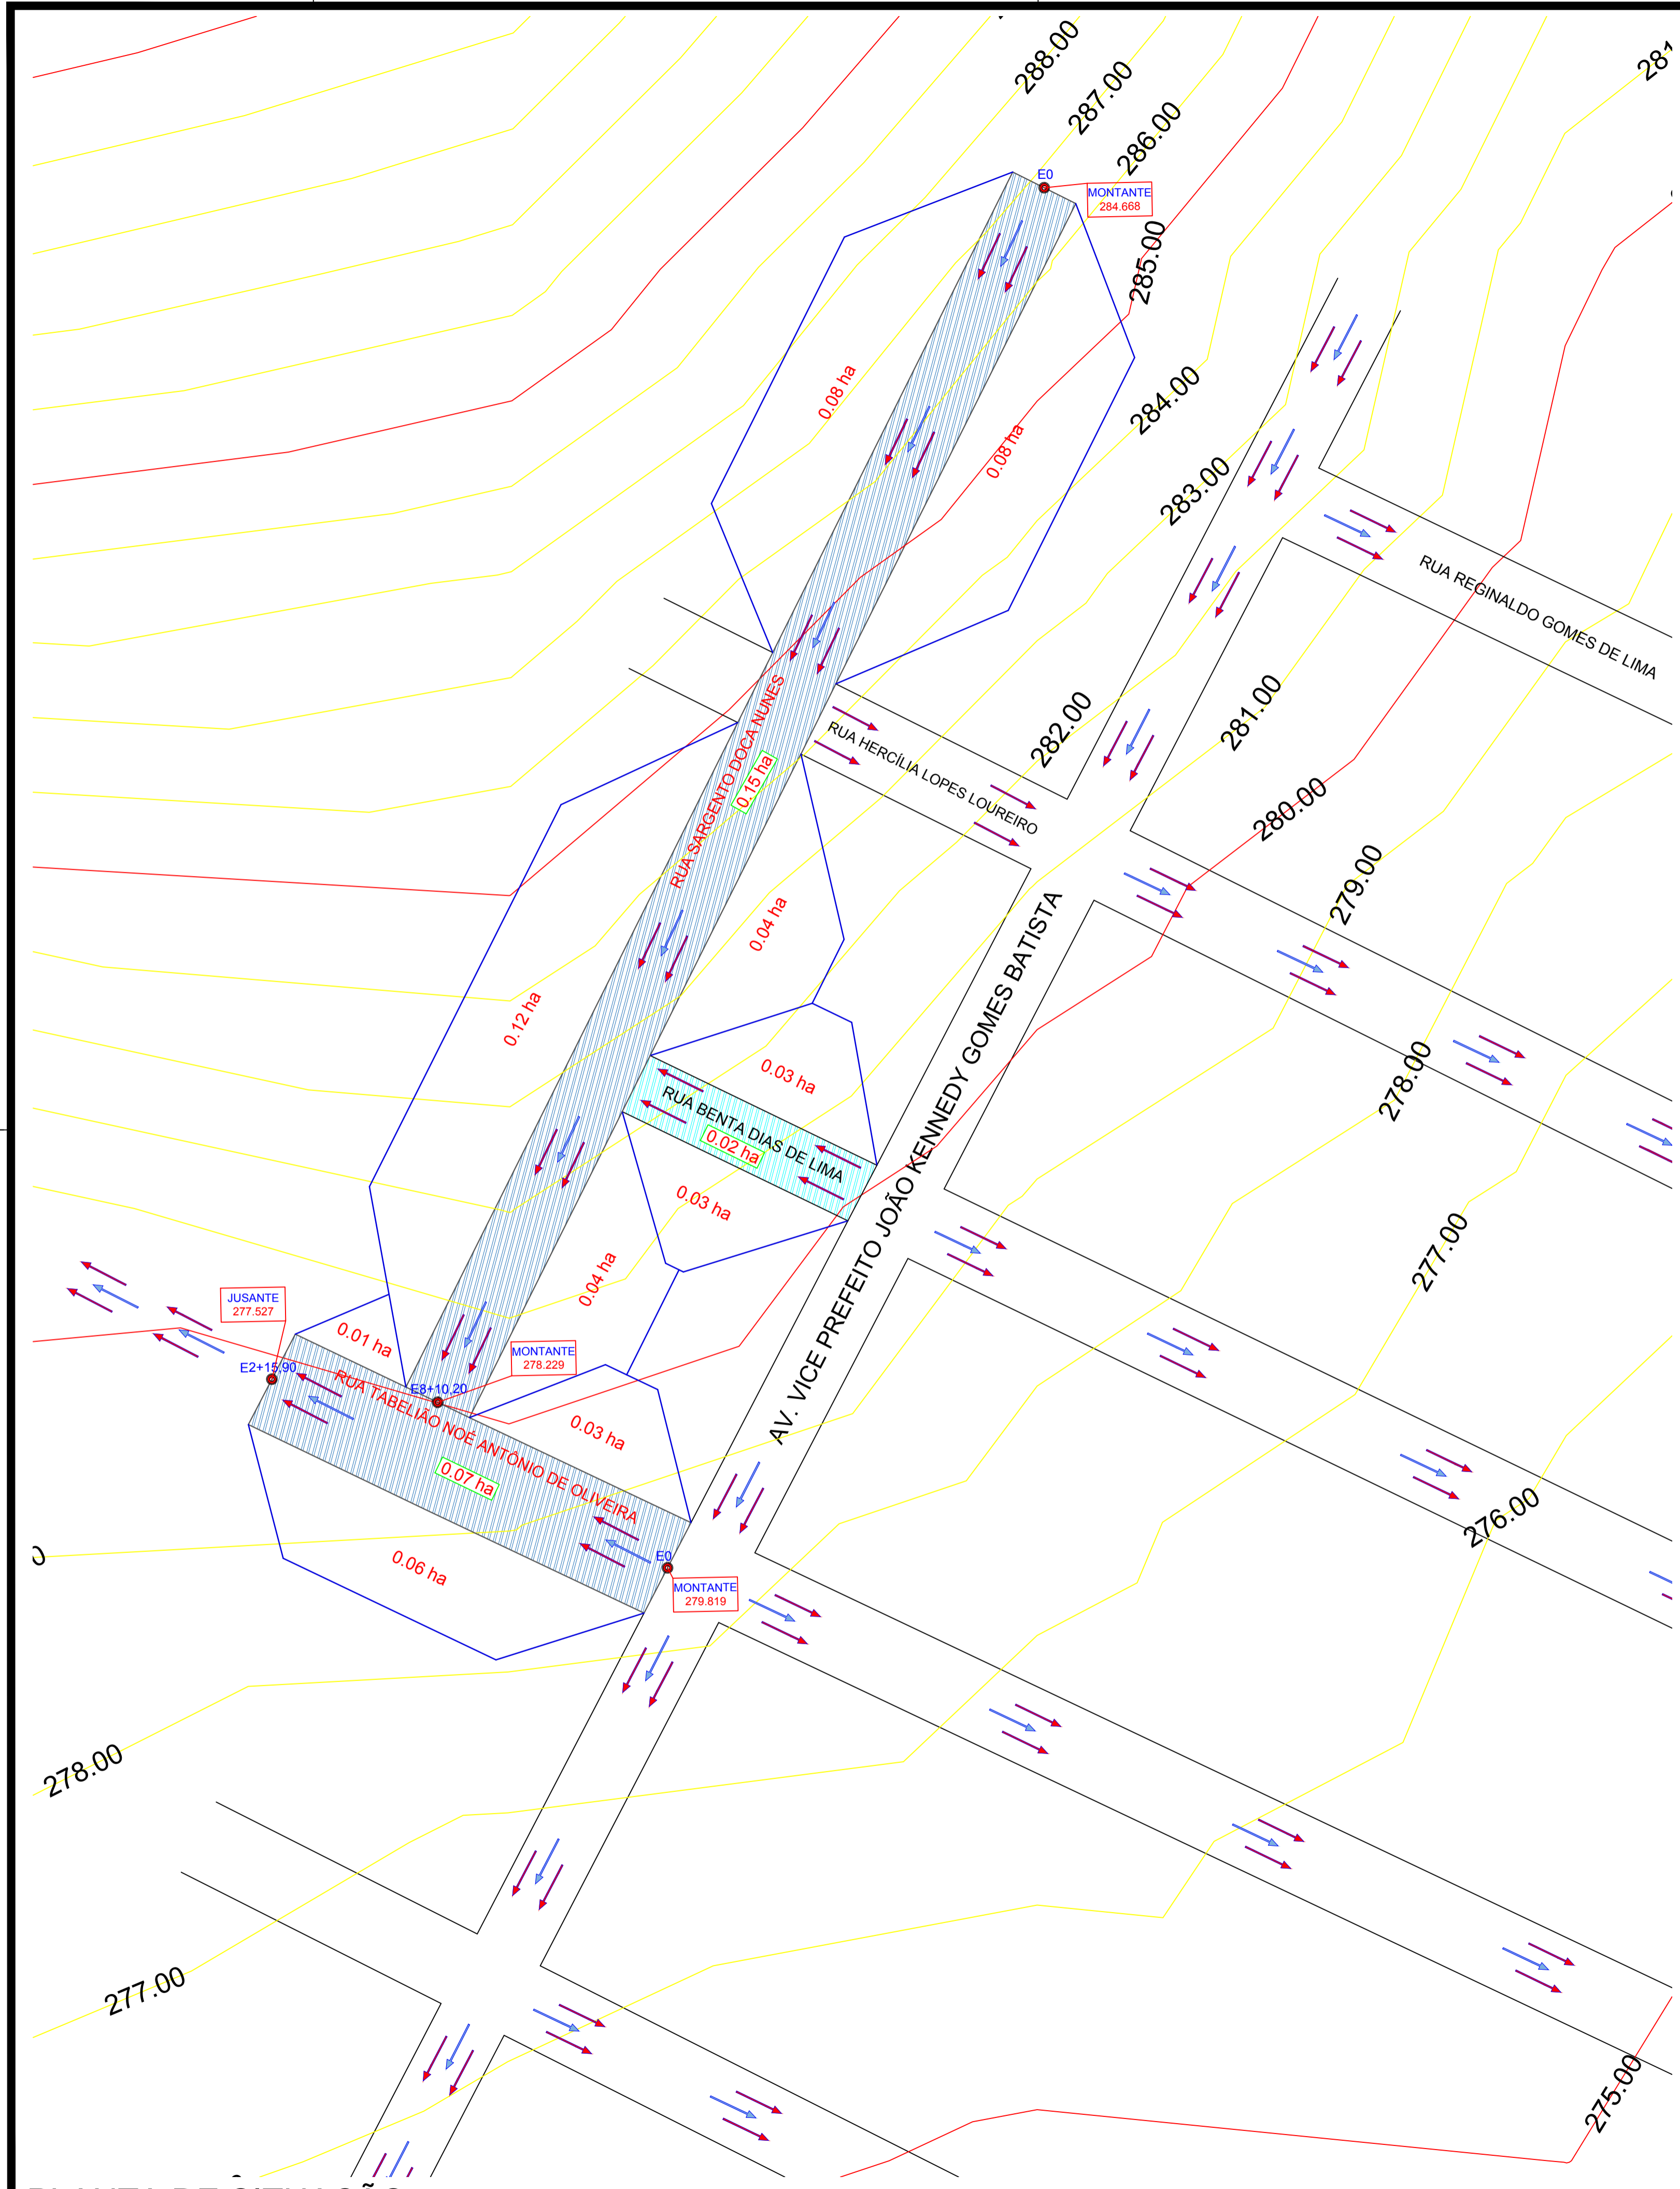 288.00
287.00
286.00
E0
MONTANTE
284.668
285.00
0.08 ha
0.08 ha
284.00
283.00
RUA REGINALDO GOMES DE LIMA
282.00
281.00
RUA SARGENTO DOCA NUNES
0.15 ha
RUA HERCÍLIA LOPES LOUREIRO
280.00
279.00
0.04 ha
0.12 ha
AV. VICE PREFEITO JOÃO KENNEDY GOMES BATISTA
0.03 ha
RUA BENTA DIAS DE LIMA
0.02 ha
0.03 ha
278.00
277.00
0.04 ha
JUSANTE
277.527
0.01 ha
MONTANTE
278.229
E2+15,90
E8+10,20
RUA TABELIÃO NOÉ ANTÔNIO DE OLIVEIRA
0.03 ha
0.07 ha
276.00
0.06 ha
E0
MONTANTE
279.819
278.00
277.00
275.00